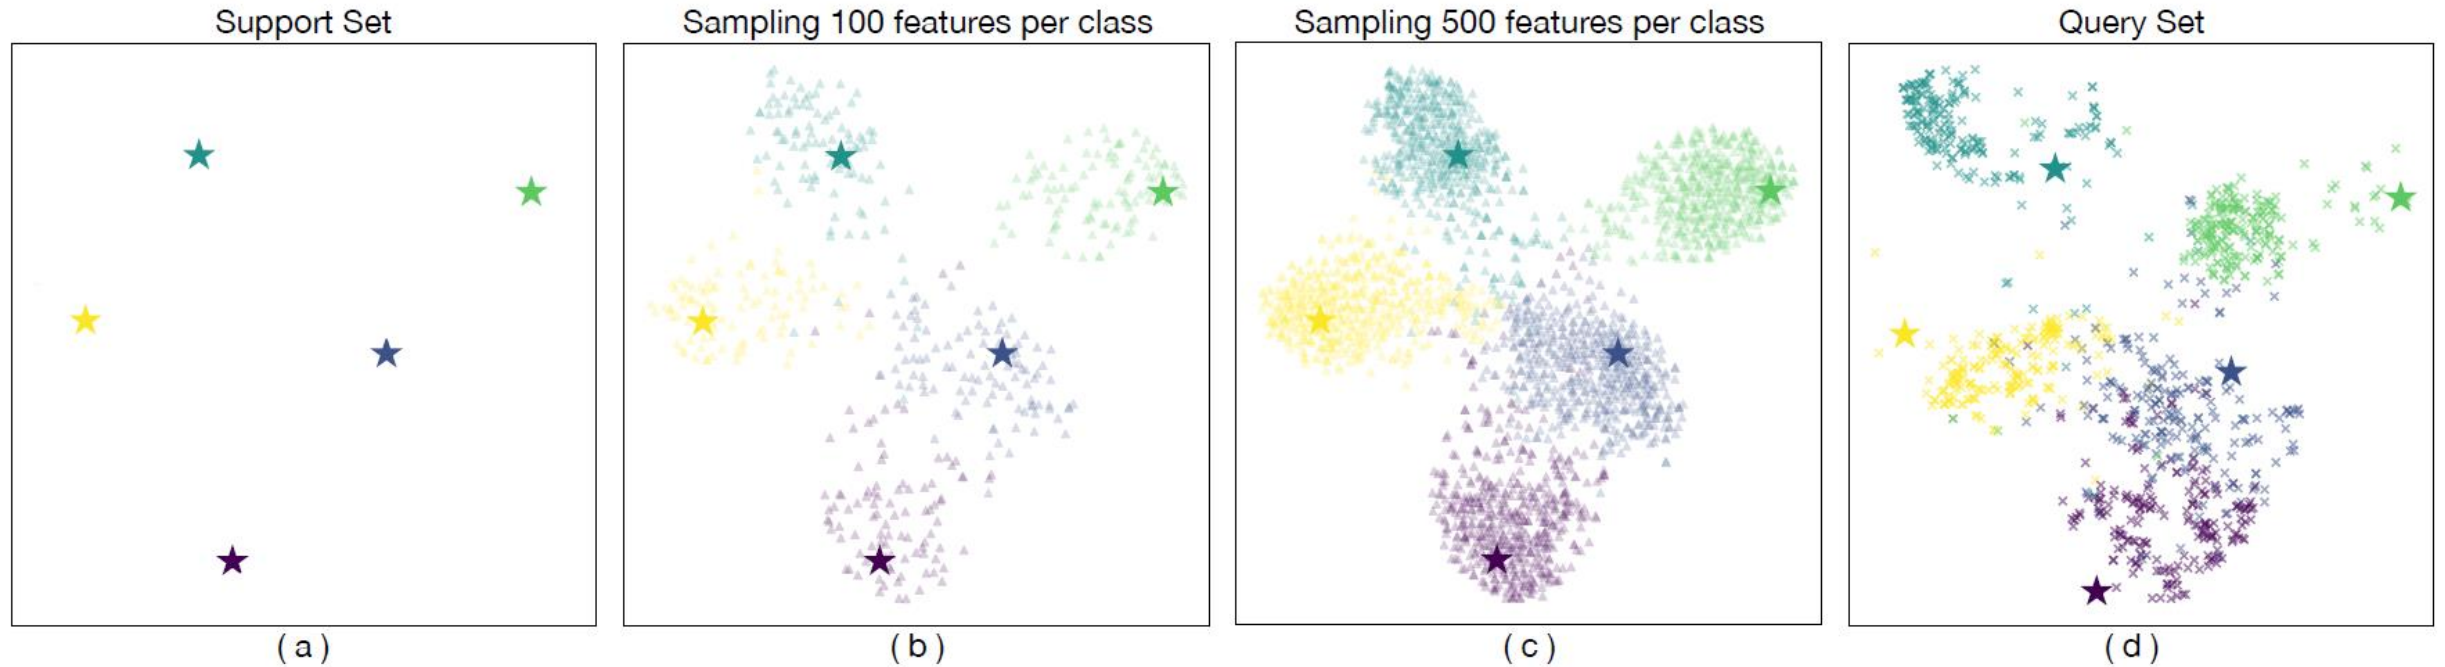 Support Set
Sampling 100 features per class
Sampling 500 features per class
Query Set
( a )
( b )
( c )
( d )